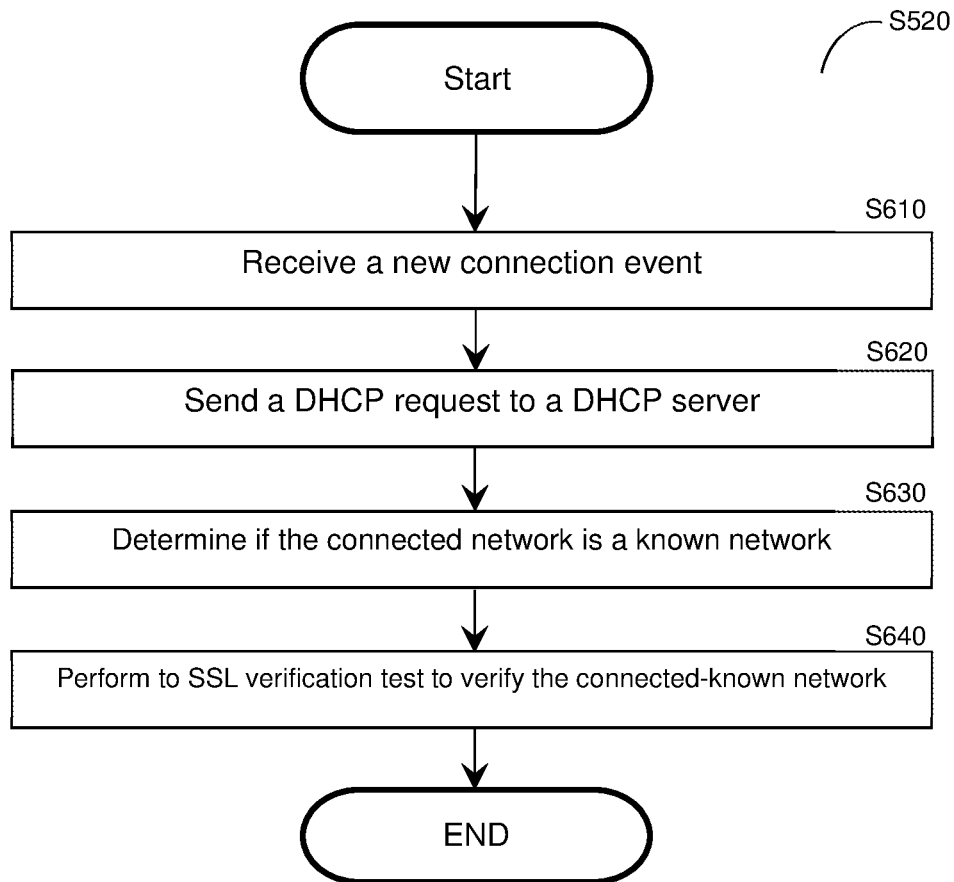 S520
Start
S610
Receive a new connection event
S620
Send a DHCP request to a DHCP server
S630
Determine if the connected network is a known network
S640
Perform to SSL verification test to verify the connected-known network
END